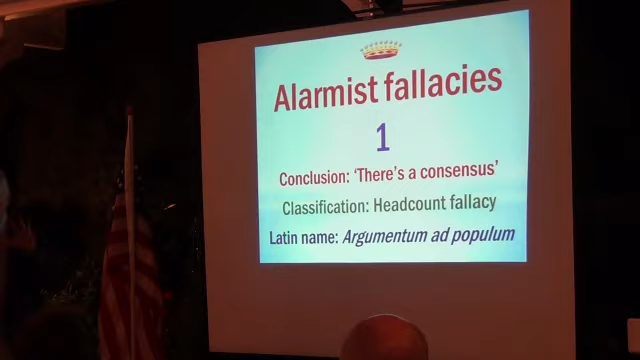 Alarmist fallacies
1
Conclusion: 'There's a consensus'
Classification: Headcount fallacy
Latin name: Argumentum ad populum